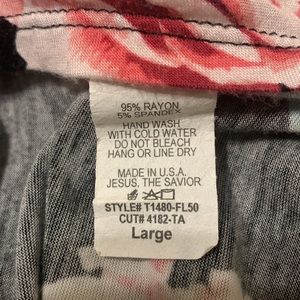 95% RAYON
5% SPANDEX
HAND WASH
WITH COLD WATER
DO NOT BLEACH
HANG OR LINE DRY
MADE IN U.S.A.
JESUS. THE SAVIOR
STYLE# T1480-FL50
CUT# 4182-TA
Large